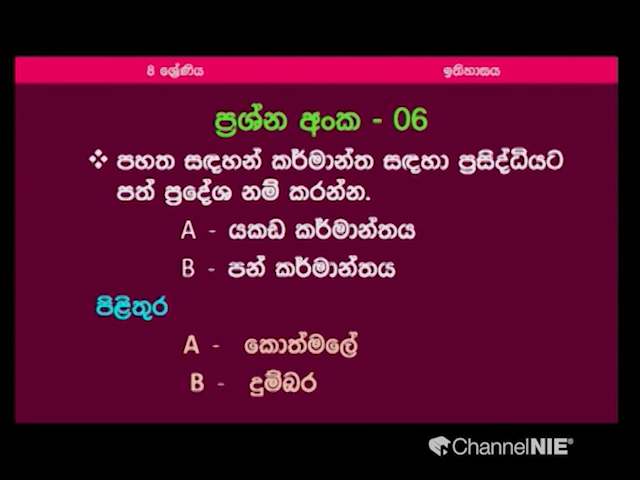 8 ශ්‍රේණිය ඉතිහාසය
ප්‍රශ්න අංක - 06
❖ පහත සඳහන් කර්මාන්ත සඳහා ප්‍රසිද්ධියට
පත් ප්‍රදේශ නම් කරන්න.
A - යකඩ කර්මාන්තය
B - පන් කර්මාන්තය
පිළිතුර
A - කොත්මලේ
B - දුම්බර
ChannelNIE®